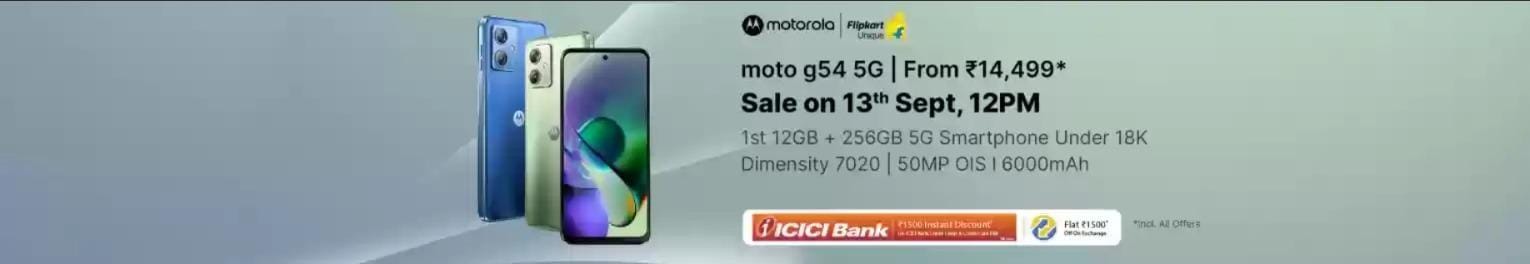 motorola | Flipkart
Unique
moto g54 5G | From ₹14,499*
Sale on 13th Sept, 12PM
1st 12GB + 256GB 5G Smartphone Under 18K
Dimensity 7020 | 50MP OIS | 6000mAh
ICICI Bank ₹1500 Instant Discount*
Flat ₹1500*
Off On Exchange
*Incl. All Offers